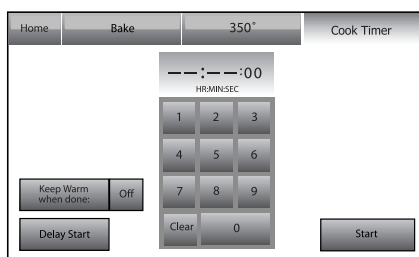 Home Bake 350° Cook Timer
——:——:00
HR:MIN:SEC
1 2 3
4 5 6
7 8 9
Clear 0
Keep Warm
when done: Off
Delay Start
Start